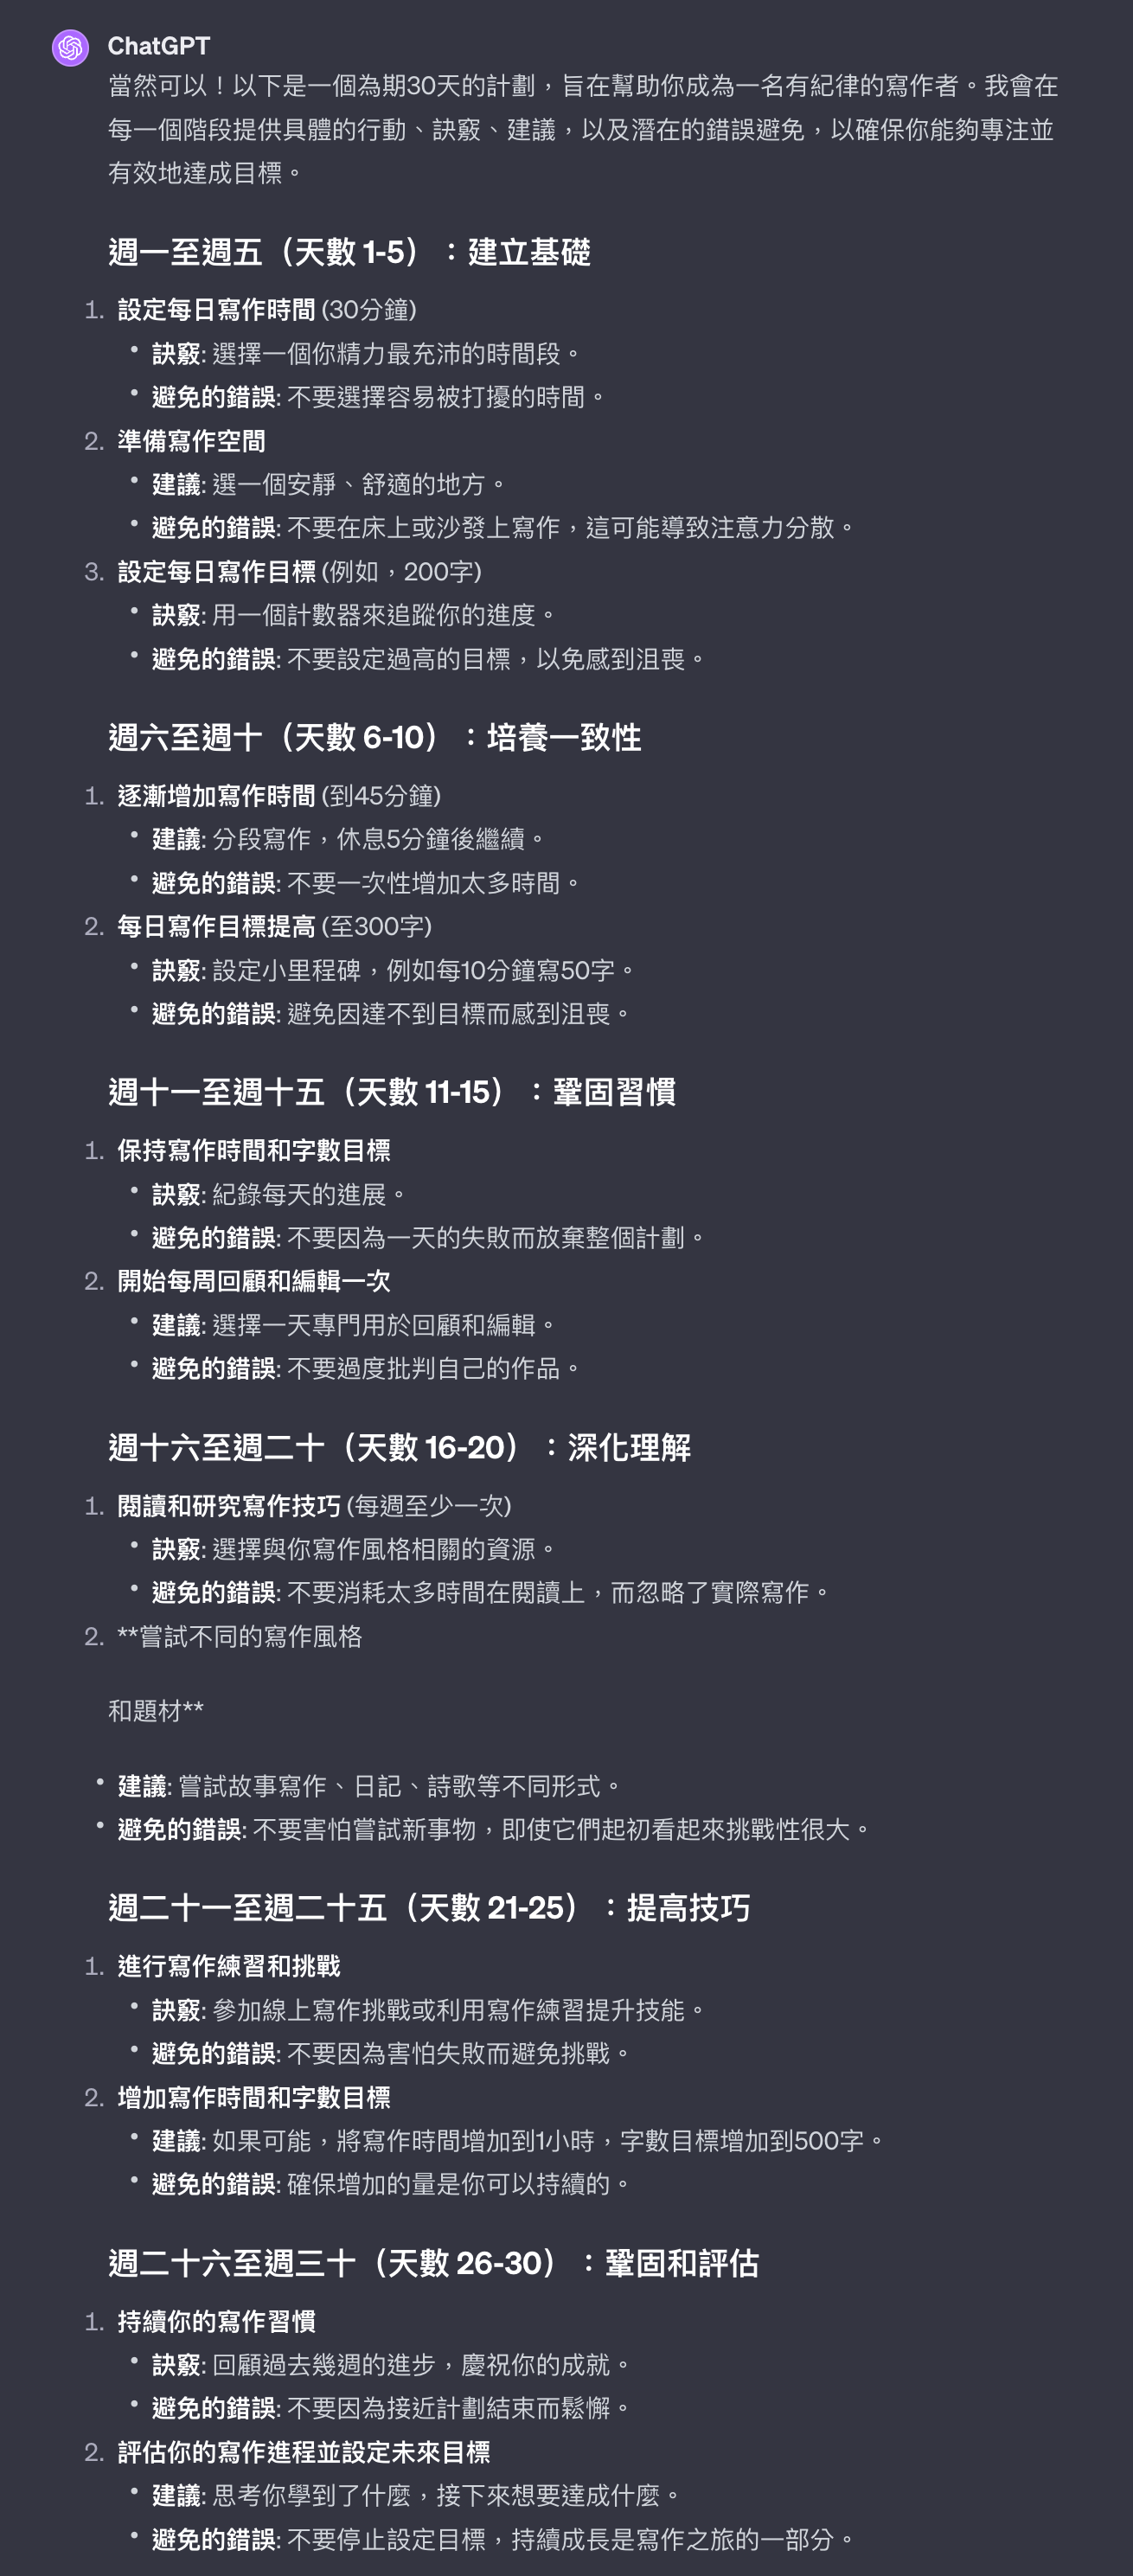 ChatGPT
當然可以！以下是一個為期30天的計劃，旨在幫助你成為一名有紀律的寫作者。我會在
每一個階段提供具體的行動、訣竅、建議，以及潛在的錯誤避免，以確保你能夠專注並
有效地達成目標。
週一至週五（天數 1-5）：建立基礎
1. 設定每日寫作時間 (30分鐘)
• 訣竅: 選擇一個你精力最充沛的時間段。
• 避免的錯誤: 不要選擇容易被打擾的時間。
2. 準備寫作空間
• 建議: 選一個安靜、舒適的地方。
• 避免的錯誤: 不要在床上或沙發上寫作，這可能導致注意力分散。
3. 設定每日寫作目標 (例如，200字)
• 訣竅: 用一個計數器來追蹤你的進度。
• 避免的錯誤: 不要設定過高的目標，以免感到沮喪。
週六至週十（天數 6-10）：培養一致性
1. 逐漸增加寫作時間 (到45分鐘)
• 建議: 分段寫作，休息5分鐘後繼續。
• 避免的錯誤: 不要一次性增加太多時間。
2. 每日寫作目標提高 (至300字)
• 訣竅: 設定小里程碑，例如每10分鐘寫50字。
• 避免的錯誤: 避免因達不到目標而感到沮喪。
週十一至週十五（天數 11-15）：鞏固習慣
1. 保持寫作時間和字數目標
• 訣竅: 紀錄每天的進展。
• 避免的錯誤: 不要因為一天的失敗而放棄整個計劃。
2. 開始每周回顧和編輯一次
• 建議: 選擇一天專門用於回顧和編輯。
• 避免的錯誤: 不要過度批判自己的作品。
週十六至週二十（天數 16-20）：深化理解
1. 閱讀和研究寫作技巧 (每週至少一次)
• 訣竅: 選擇與你寫作風格相關的資源。
• 避免的錯誤: 不要消耗太多時間在閱讀上，而忽略了實際寫作。
2. **嘗試不同的寫作風格
和題材**
• 建議: 嘗試故事寫作、日記、詩歌等不同形式。
• 避免的錯誤: 不要害怕嘗試新事物，即使它們起初看起來挑戰性很大。
週二十一至週二十五（天數 21-25）：提高技巧
1. 進行寫作練習和挑戰
• 訣竅: 參加線上寫作挑戰或利用寫作練習提升技能。
• 避免的錯誤: 不要因為害怕失敗而避免挑戰。
2. 增加寫作時間和字數目標
• 建議: 如果可能，將寫作時間增加到1小時，字數目標增加到500字。
• 避免的錯誤: 確保增加的量是你可以持續的。
週二十六至週三十（天數 26-30）：鞏固和評估
1. 持續你的寫作習慣
• 訣竅: 回顧過去幾週的進步，慶祝你的成就。
• 避免的錯誤: 不要因為接近計劃結束而鬆懈。
2. 評估你的寫作進程並設定未來目標
• 建議: 思考你學到了什麼，接下來想要達成什麼。
• 避免的錯誤: 不要停止設定目標，持續成長是寫作之旅的一部分。